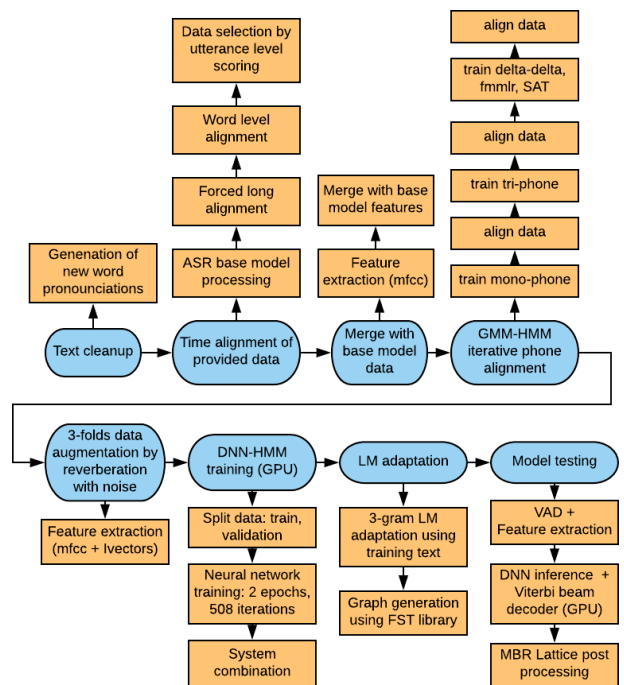 Data selection by
utterance level
scoring
Word level
alignment
Forced long
alignment
ASR base model
processing
Genenation of
new word
pronounciations
Merge with base
model features
Feature
extraction (mfcc)
align data
train delta-delta,
fmmlr, SAT
align data
train tri-phone
align data
train mono-phone
Text cleanup
Time alignment of
provided data
Merge with
base model
data
GMM-HMM
iterative phone
alignment
3-folds data
augmentation by
reverberation
with noise
DNN-HMM
training (GPU)
LM adaptation
Model testing
Feature extraction
(mfcc + Ivectors)
Split data: train,
validation
Neural network
training: 2 epochs,
508 iterations
System
combination
3-gram LM
adaptation using
training text
Graph generation
using FST library
VAD +
Feature extraction
DNN inference +
Viterbi beam
decoder (GPU)
MBR Lattice post
processing